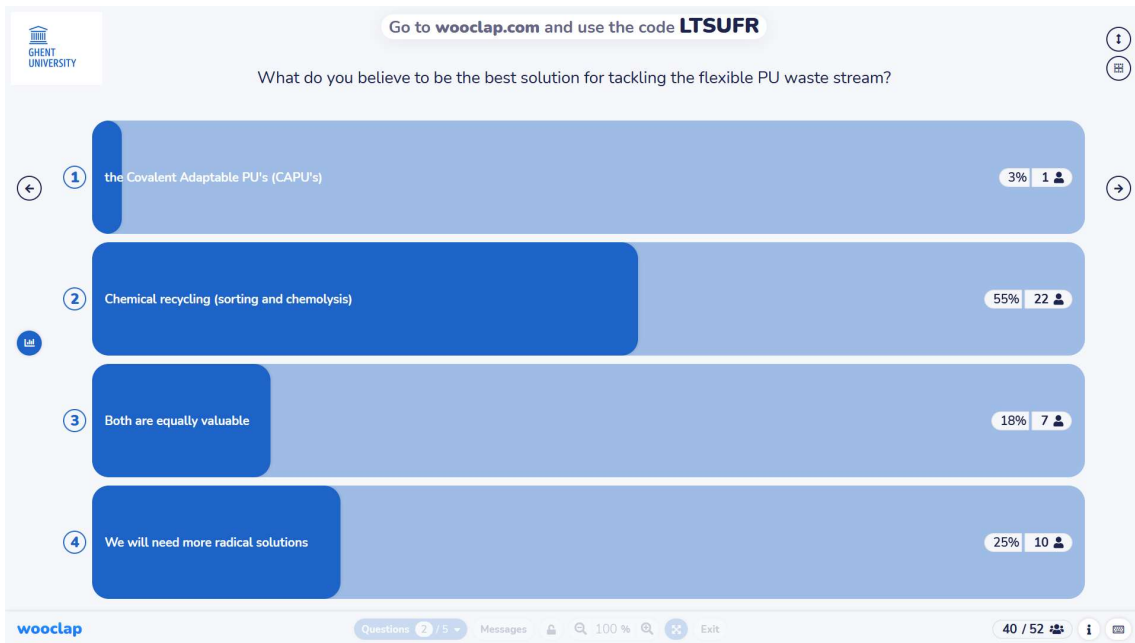 Go to wooclap.com and use the code LTSUFR
GHENT
UNIVERSITY
What do you believe to be the best solution for tackling the flexible PU waste stream?
1 the Covalent Adaptable PU's (CAPU's) 3% 1
2 Chemical recycling (sorting and chemolysis) 55% 22
3 Both are equally valuable 18% 7
4 We will need more radical solutions 25% 10
wooclap Questions 2 / 5 Messages 100 % Exit 40 / 52 i